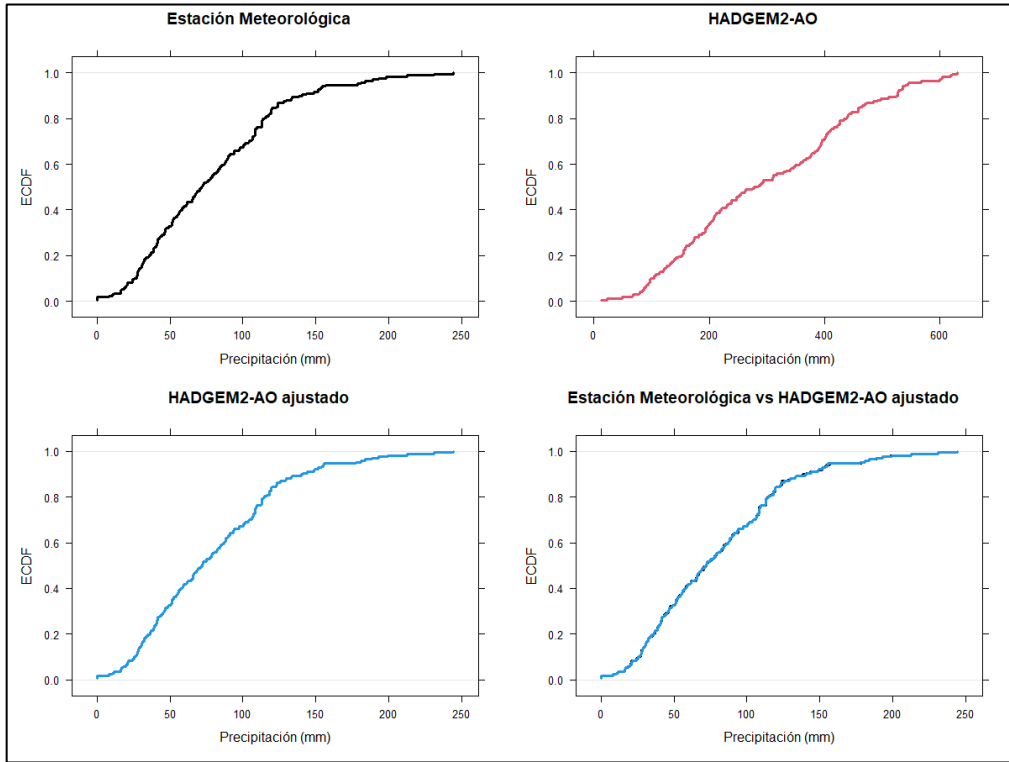 Estación Meteorológica
1.0
0.8
0.6
0.4
0.2
0.0
ECDF
0 50 100 150 200 250
Precipitación (mm)
HADGEM2-AO
1.0
0.8
0.6
0.4
0.2
0.0
ECDF
0 200 400 600
Precipitación (mm)
HADGEM2-AO ajustado
1.0
0.8
0.6
0.4
0.2
0.0
ECDF
0 50 100 150 200 250
Precipitación (mm)
Estación Meteorológica vs HADGEM2-AO ajustado
1.0
0.8
0.6
0.4
0.2
0.0
ECDF
0 50 100 150 200 250
Precipitación (mm)